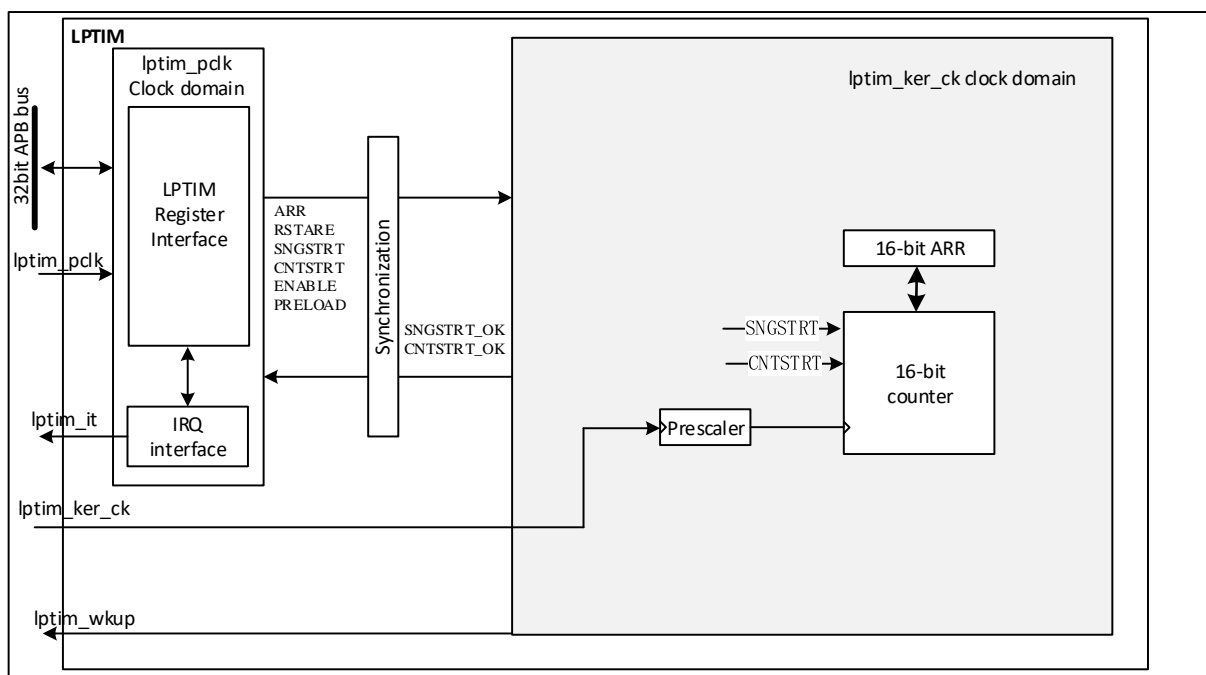 LPTIM
lptim_pclk
Clock domain
lptim_ker_ck clock domain
32bit APB bus
LPTIM
Register
Interface
ARR
RSTARE
SNGSTRT
CNTSTRT
ENABLE
PRELOAD
Synchronization
16-bit ARR
lptim_pclk
SNGSTRT_OK
CNTSTRT_OK
SNGSTRT
CNTSTRT
16-bit
counter
lptim_it
IRQ
interface
Prescaler
lptim_ker_ck
lptim_wkup